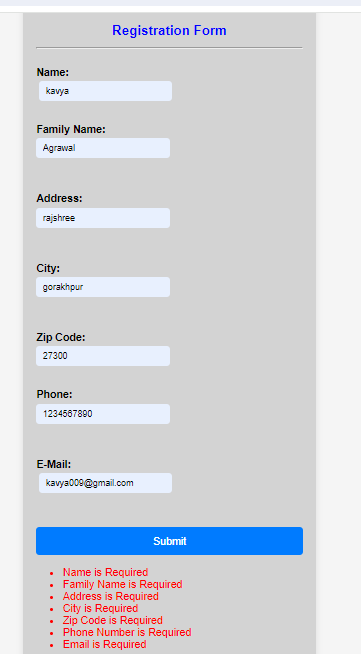 Registration Form
Name:
kavya
Family Name:
Agrawal
Address:
rajshree
City:
gorakhpur
Zip Code:
27300
Phone:
1234567890
E-Mail:
kavya009@gmail.com
Submit
• Name is Required
• Family Name is Required
• Address is Required
• City is Required
• Zip Code is Required
• Phone Number is Required
• Email is Required